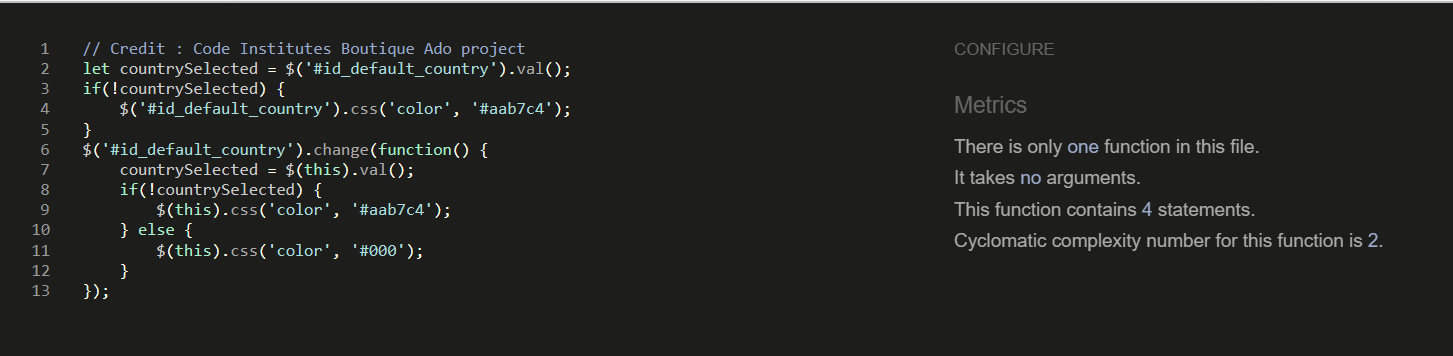 1 // Credit : Code Institutes Boutique Ado project
2 let countrySelected = $('#id_default_country').val();
3 if(!countrySelected) {
4 $('#id_default_country').css('color', '#aab7c4');
5 }
6 $('#id_default_country').change(function() {
7 countrySelected = $(this).val();
8 if(!countrySelected) {
9 $(this).css('color', '#aab7c4');
10 } else {
11 $(this).css('color', '#000');
12 }
13 });
CONFIGURE
Metrics
There is only one function in this file.
It takes no arguments.
This function contains 4 statements.
Cyclomatic complexity number for this function is 2.